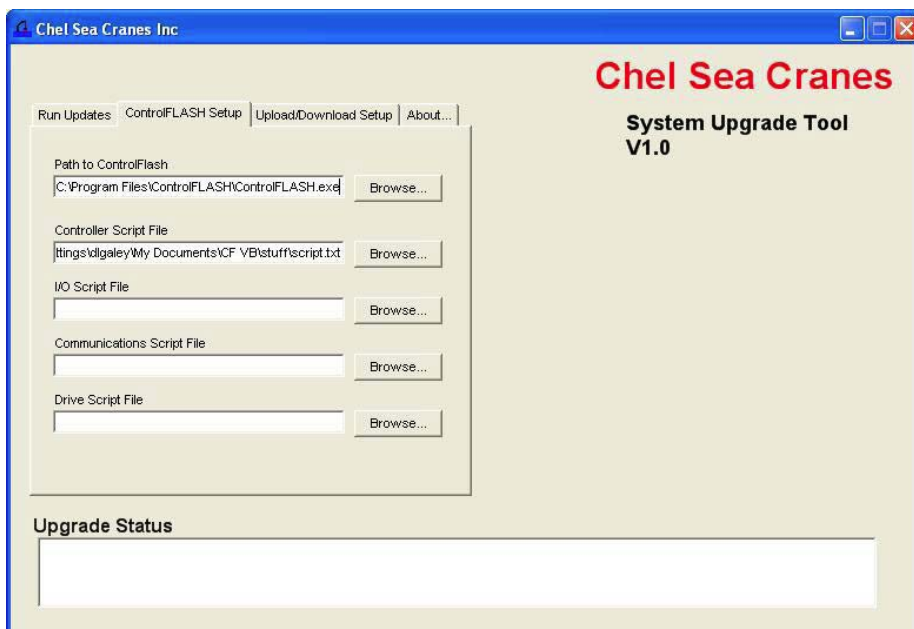 Chel Sea Cranes Inc
Chel Sea Cranes
System Upgrade Tool
V1.0
Run Updates
ControlFLASH Setup
Upload/Download Setup
About...
Path to ControlFlash
C:\Program Files\ControlFLASH\ControlFLASH.exe
Browse...
Controller Script File
ttings\dlgaley\My Documents\CF VB\stuff\script.txt
Browse...
I/O Script File
Browse...
Communications Script File
Browse...
Drive Script File
Browse...
Upgrade Status